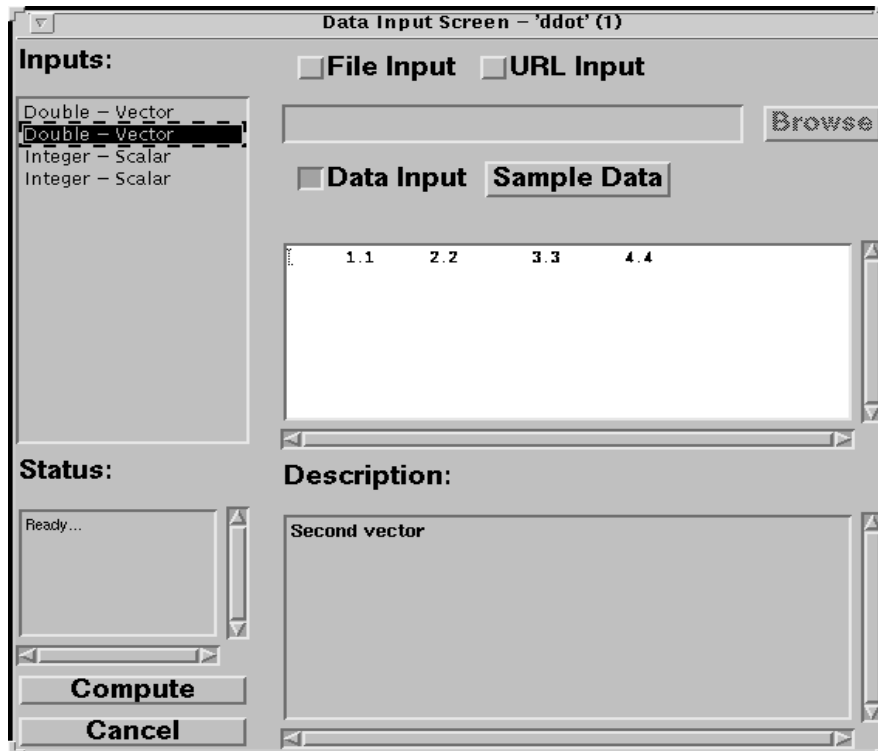 Data Input Screen – 'ddot' (1)
Inputs:
Double – Vector
Double – Vector
Integer – Scalar
Integer – Scalar
File Input URL Input
Browse
Data Input Sample Data
1.1 2.2 3.3 4.4
Status:
Ready...
Description:
Second vector
Compute
Cancel